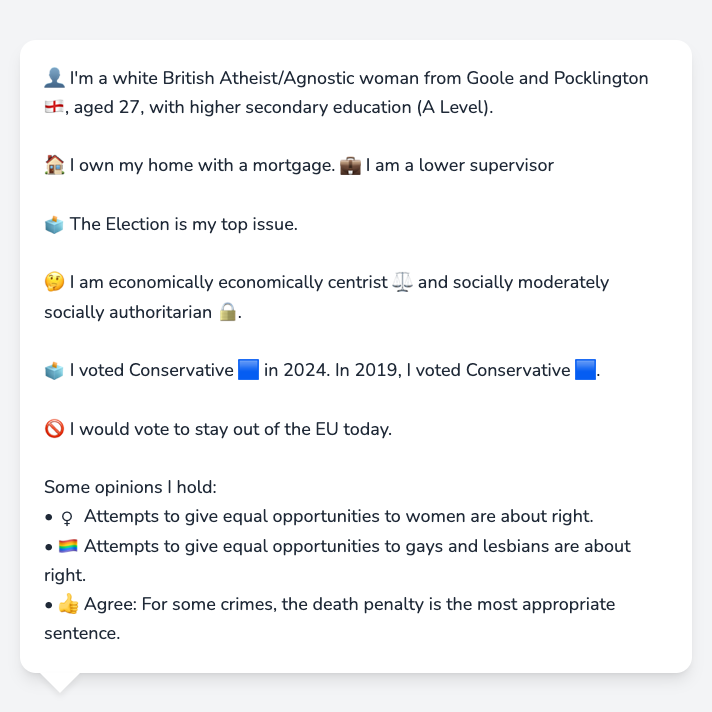 👤 I'm a white British Atheist/Agnostic woman from Goole and Pocklington
🏴󠁧󠁢󠁥󠁮󠁧󠁿, aged 27, with higher secondary education (A Level).
🏠 I own my home with a mortgage. 💼 I am a lower supervisor
🗳️ The Election is my top issue.
🤔 I am economically economically centrist ⚖️ and socially moderately
socially authoritarian 🔒.
🗳️ I voted Conservative 🟦 in 2024. In 2019, I voted Conservative 🟦.
🚫 I would vote to stay out of the EU today.
Some opinions I hold:
• ♀ Attempts to give equal opportunities to women are about right.
• 🏳️‍🌈 Attempts to give equal opportunities to gays and lesbians are about
right.
• 👍 Agree: For some crimes, the death penalty is the most appropriate
sentence.